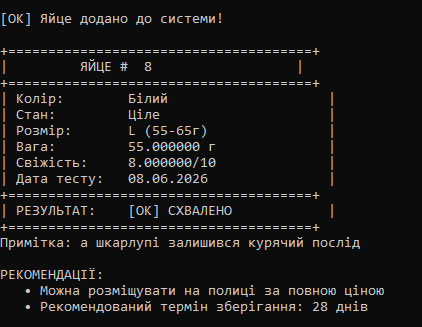 [OK] Яйце додано до системи!
+======================================+
| ЯЙЦЕ # 8 |
+======================================+
| Колір: Білий |
| Стан: Ціле |
| Розмір: L (55-65г) |
| Вага: 55.000000 г |
| Свіжість: 8.000000/10 |
| Дата тесту: 08.06.2026 |
+======================================+
| РЕЗУЛЬТАТ: [OK] СХВАЛЕНО |
+======================================+
Примітка: а шкарлупі залишився курячий послід
РЕКОМЕНДАЦІЇ:
• Можна розміщувати на полиці за повною ціною
• Рекомендований термін зберігання: 28 днів